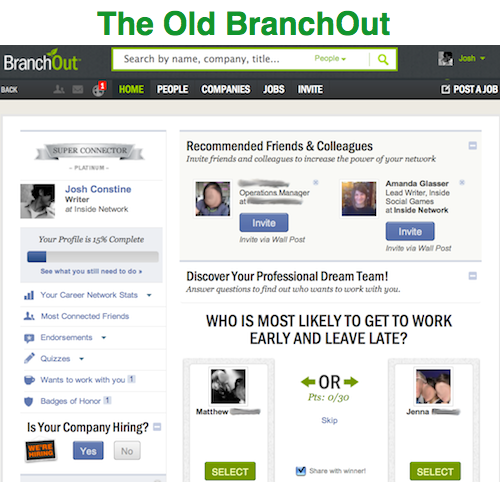 The Old BranchOut
BranchOut
Search by name, company, title...
People
Josh
BACK
1
HOME PEOPLE COMPANIES JOBS INVITE
POST A JOB
SUPER CONNECTOR
- PLATINUM -
Josh Constine
Writer
at Inside Network
Your Profile is 15% Complete
See what you still need to do »
Your Career Network Stats
Most Connected Friends
Endorsements
Quizzes
Wants to work with you 1
Badges of Honor 1
Is Your Company Hiring?
WE'RE HIRING
Yes No
Recommended Friends & Colleagues
Invite friends and colleagues to increase the power of your network
Operations Manager
at
Invite
Invite via Wall Post
Amanda Glasser
Lead Writer, Inside
Social Games
at Inside Network
Invite
Invite via Wall Post
Discover Your Professional Dream Team!
Answer questions to find out who wants to work with you.
WHO IS MOST LIKELY TO GET TO WORK
EARLY AND LEAVE LATE?
Matthew
OR
Pts: 0/30
Skip
Jenna
SELECT
Share with winner!
SELECT